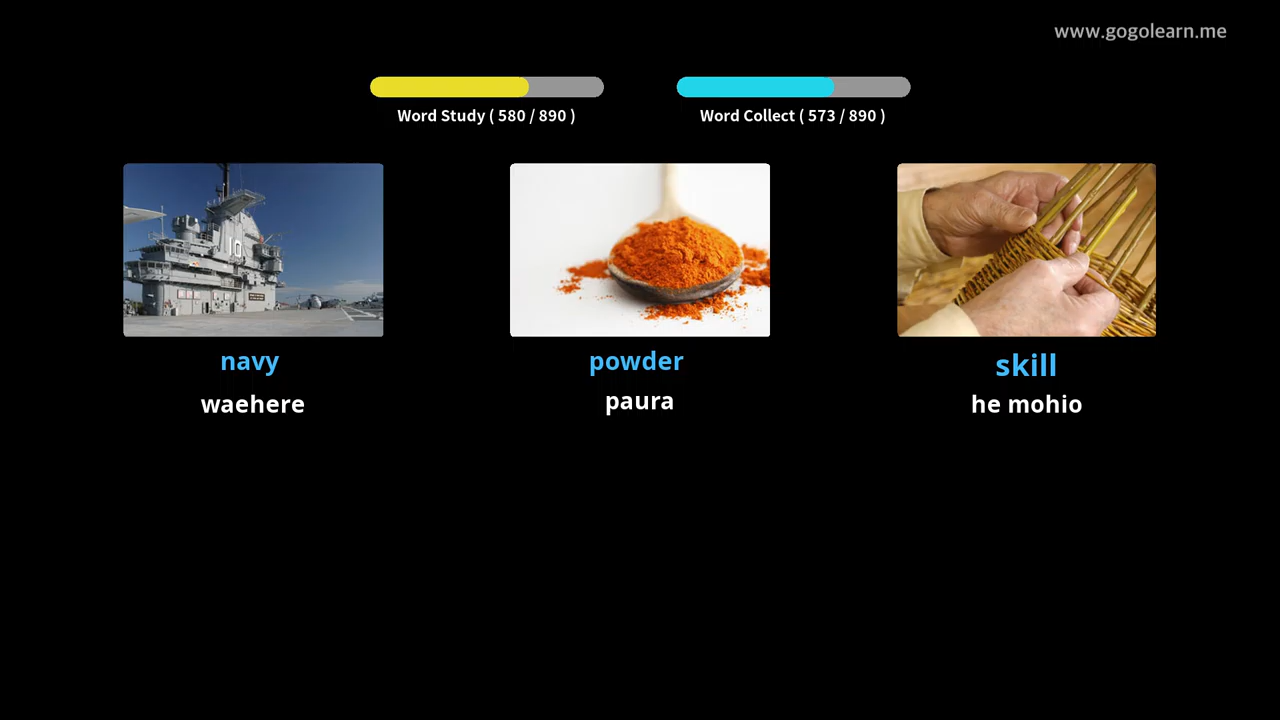 www.gogolearn.me
Word Study ( 580 / 890 )
Word Collect ( 573 / 890 )
navy
powder
skill
waehere
paura
he mohio